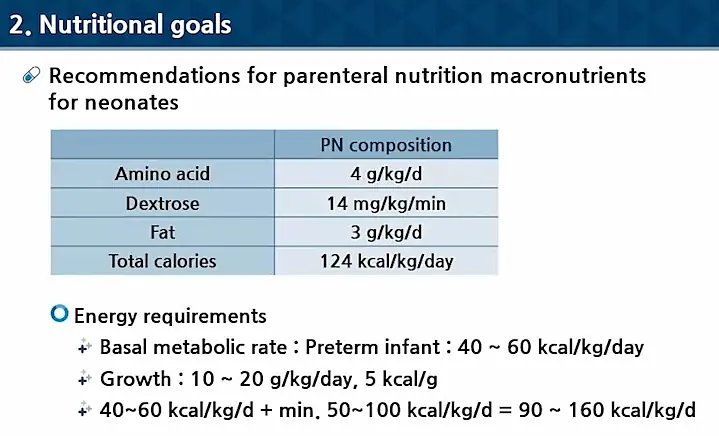 2. Nutritional goals
Recommendations for parenteral nutrition macronutrients
for neonates
PN composition
Amino acid 4 g/kg/d
Dextrose 14 mg/kg/min
Fat 3 g/kg/d
Total calories 124 kcal/kg/day
Energy requirements
Basal metabolic rate : Preterm infant : 40 ~ 60 kcal/kg/day
Growth : 10 ~ 20 g/kg/day, 5 kcal/g
40~60 kcal/kg/d + min. 50~100 kcal/kg/d = 90 ~ 160 kcal/kg/d